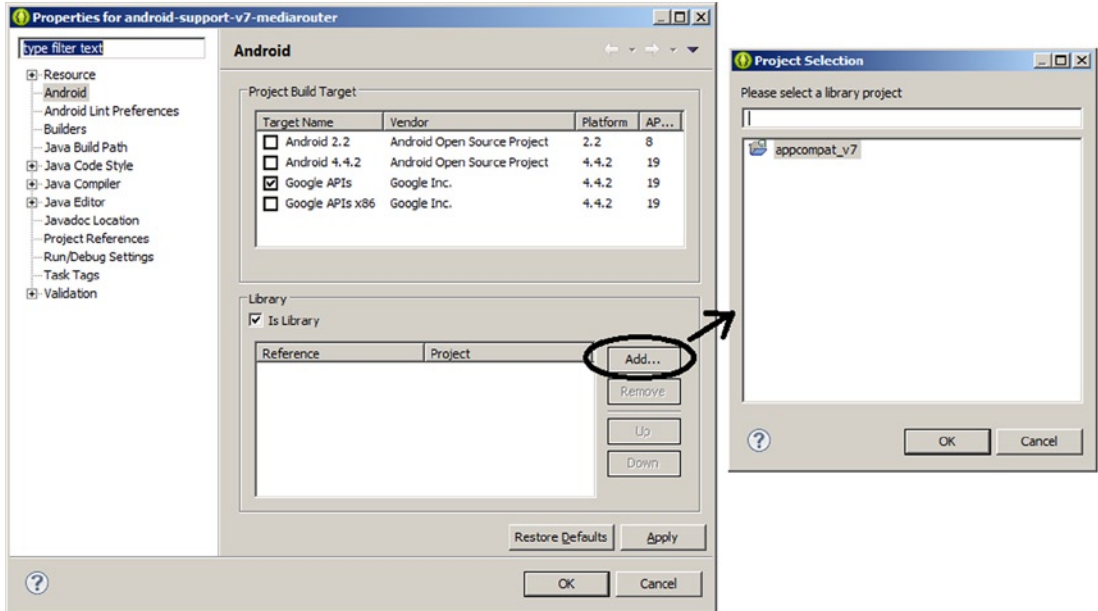 Properties for android-support-v7-mediarouter
type filter text
Resource
Android
Android Lint Preferences
Builders
Java Build Path
Java Code Style
Java Compiler
Java Editor
Javadoc Location
Project References
Run/Debug Settings
Task Tags
Validation
Android
Project Build Target
Target Name Vendor Platform AP...
Android 2.2 Android Open Source Project 2.2 8
Android 4.4.2 Android Open Source Project 4.4.2 19
Google APIs Google Inc. 4.4.2 19
Google APIs x86 Google Inc. 4.4.2 19
Library
Is Library
Reference Project
Add...
Remove
Up
Down
Restore Defaults Apply
? OK Cancel
Project Selection
Please select a library project
appcompat_v7
? OK Cancel